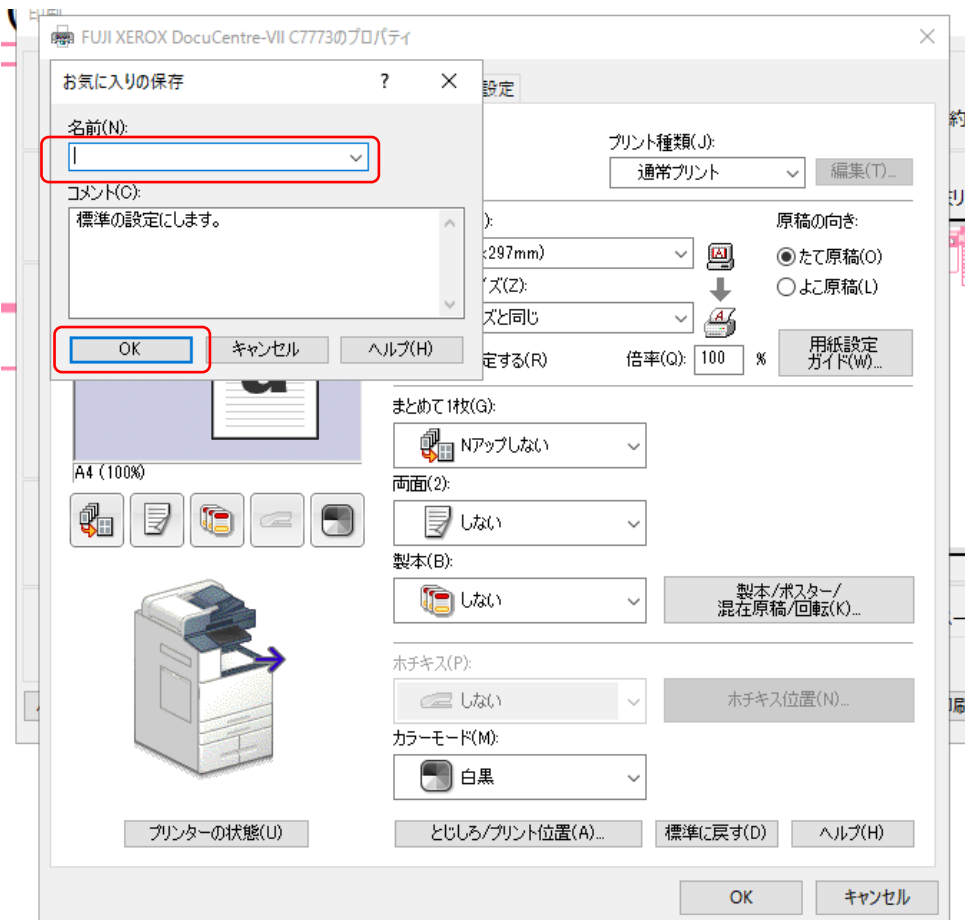 印刷
FUJI XEROX DocuCentre-VII C7773のプロパティ
お気に入りの保存 ?
設定
名前(N):
プリント種類(J):
通常プリント 編集(T)...
コメント(C):
標準の設定にします。
): 原稿の向き:
297mm) たて原稿(O)
イズ(Z): よこ原稿(L)
ズと同じ
OK キャンセル ヘルプ(H)
定する(R) 倍率(Q): 100 % 用紙設定
ガイド(W)...
a
A4 (100%)
まとめて1枚(G):
Nアップしない
両面(2):
しない
製本(B):
しない 製本/ポスター/
混在原稿/回転(K)...
ホチキス(P):
しない ホチキス位置(N)...
カラーモード(M):
白黒
プリンターの状態(U) とじしろ/プリント位置(A)... 標準に戻す(D) ヘルプ(H)
OK キャンセル